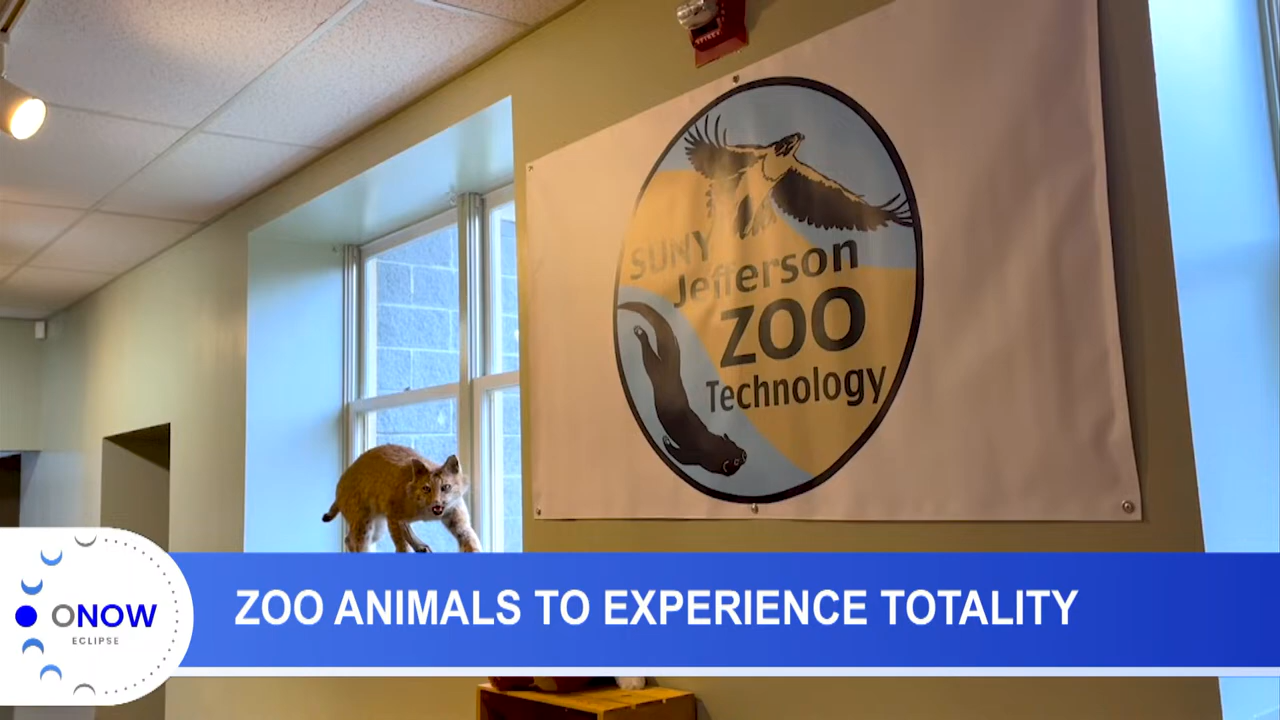 SUNY
Jefferson
ZOO
Technology
ONOW
ECLIPSE
ZOO ANIMALS TO EXPERIENCE TOTALITY